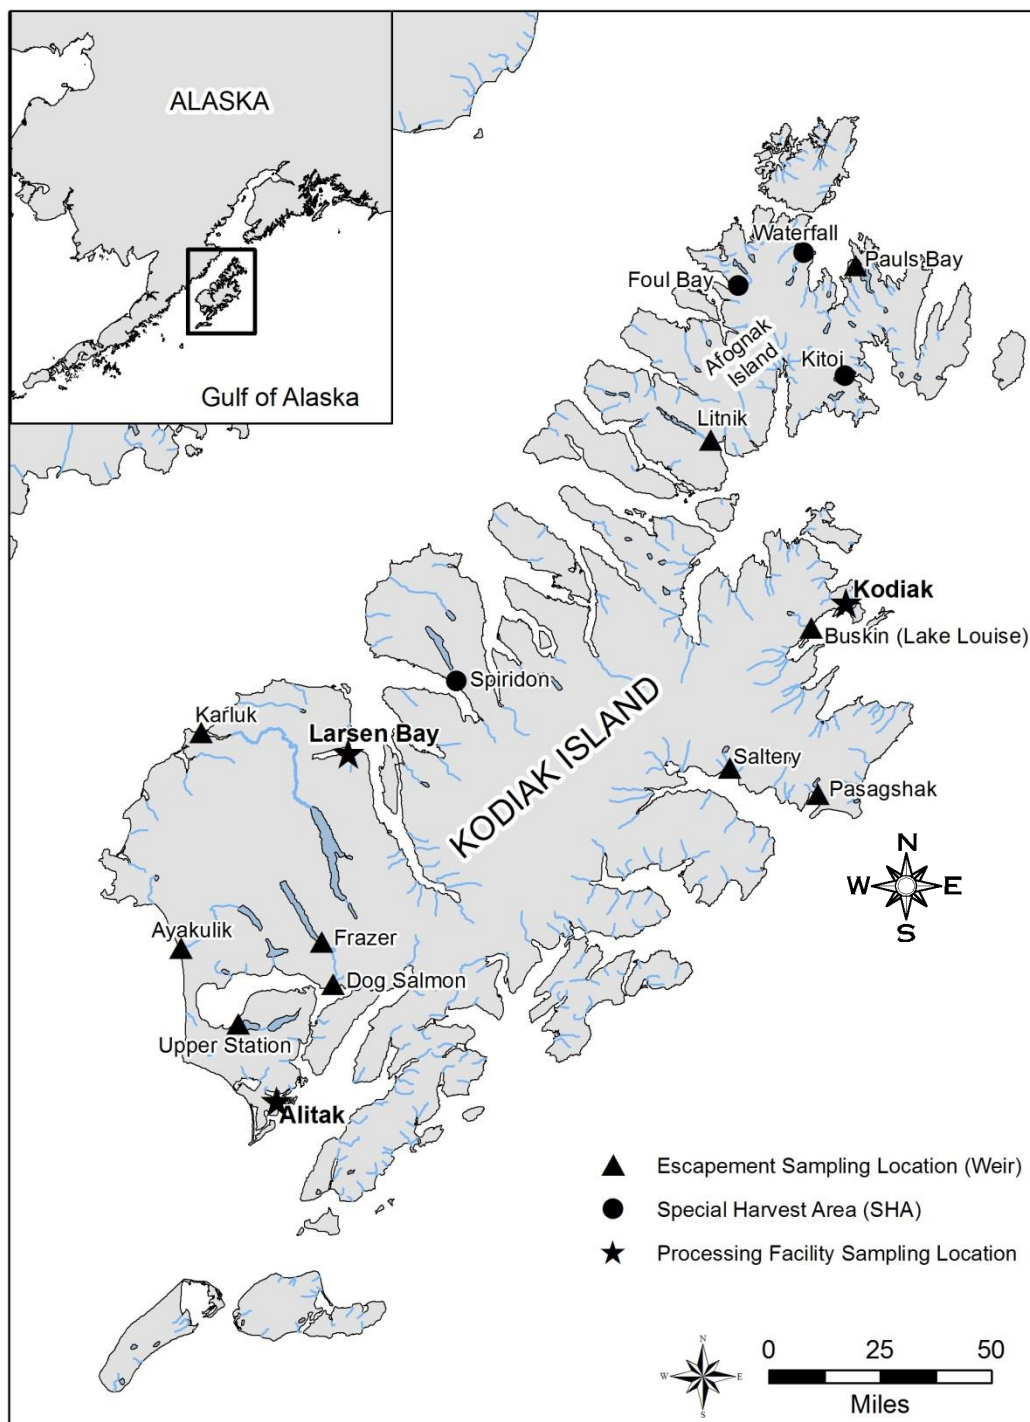 ALASKA
Gulf of Alaska
Waterfall
Pauls Bay
Foul Bay
Afognak
Island
Kitoi
Litnik
Kodiak
Buskin (Lake Louise)
Spiridon
Karluk
Larsen Bay
KODIAK ISLAND
Saltery
Pasagshak
N
W E
S
Ayakulik
Frazer
Dog Salmon
Upper Station
Alitak
Escapement Sampling Location (Weir)
Special Harvest Area (SHA)
Processing Facility Sampling Location
N
W E
S
0 25 50
Miles